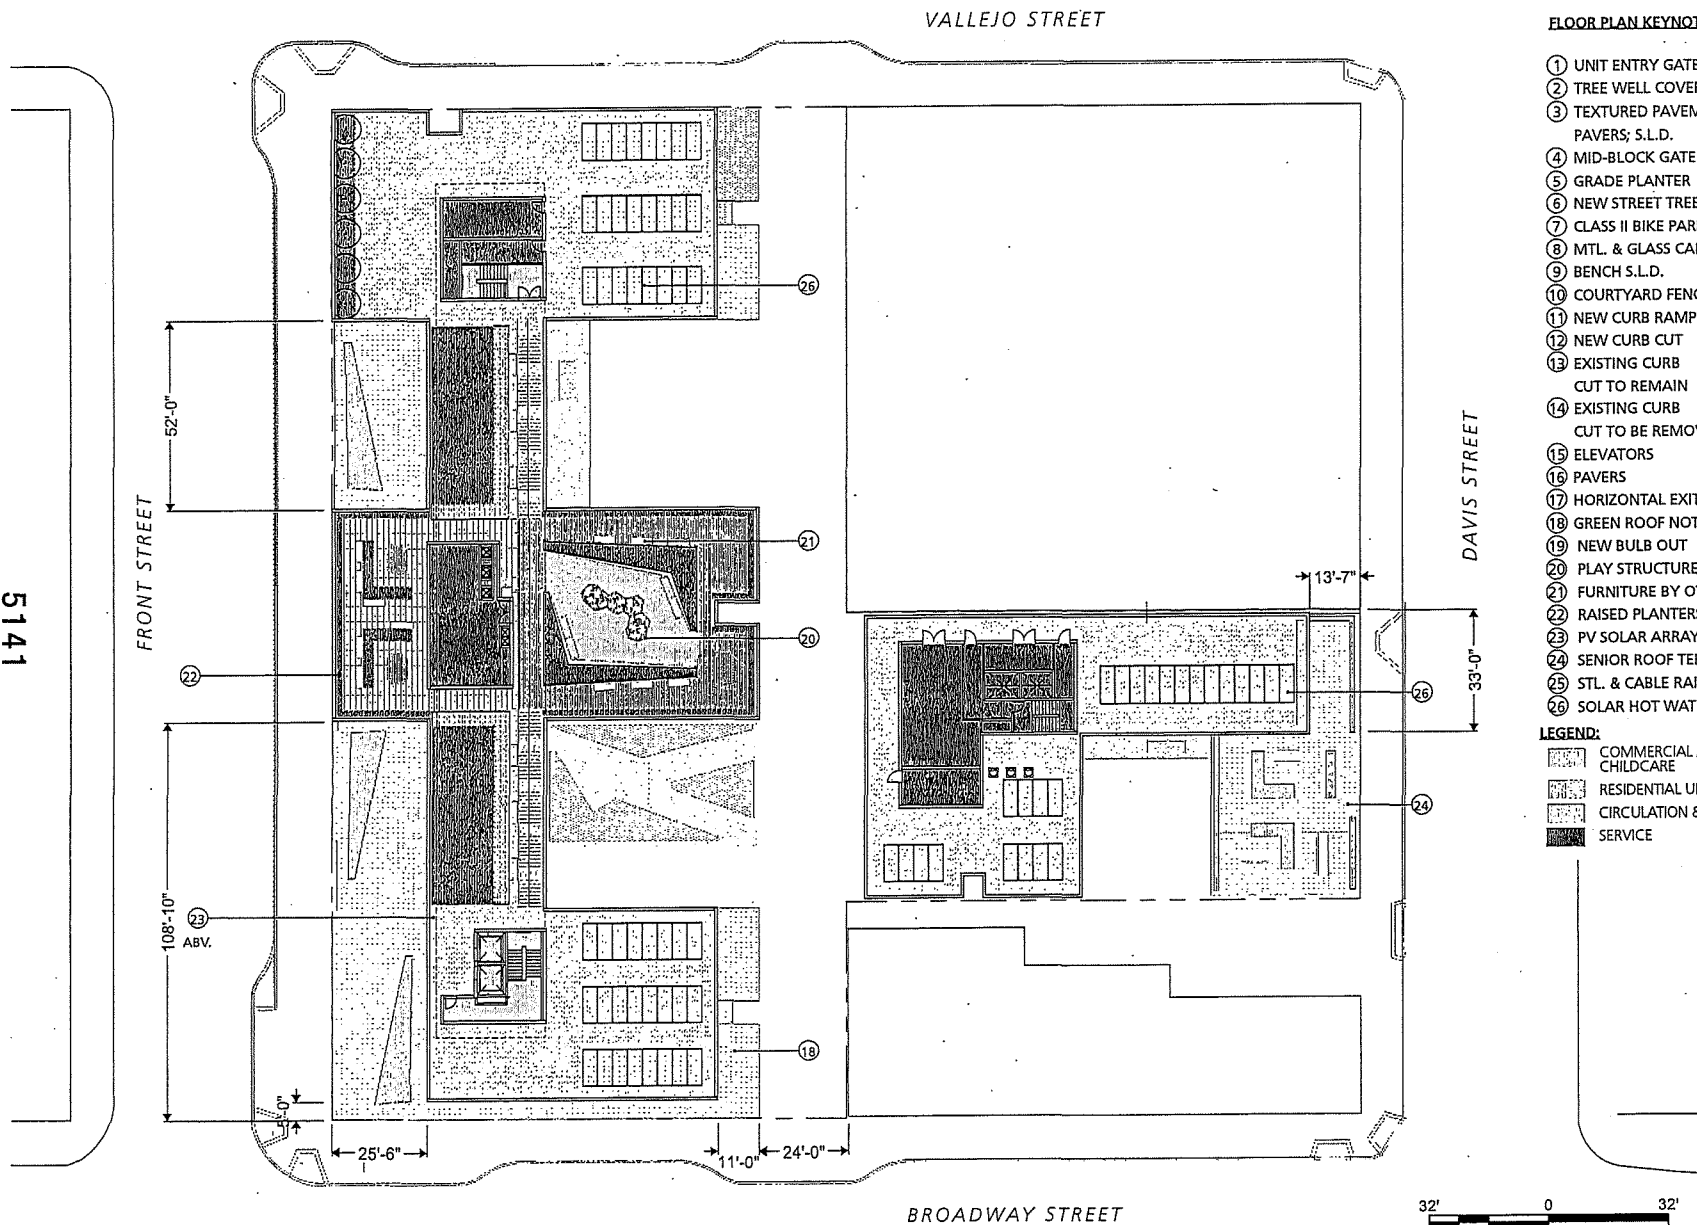 VALLEJO STREET
FLOOR PLAN KEYNOT
1 UNIT ENTRY GATE
2 TREE WELL COVE
3 TEXTURED PAVEM
PAVERS; S.L.D.
4 MID-BLOCK GATE
5 GRADE PLANTER
6 NEW STREET TREE
7 CLASS II BIKE PAR
8 MTL. & GLASS CA
9 BENCH S.L.D.
10 COURTYARD FEN
11 NEW CURB RAMP
12 NEW CURB CUT
13 EXISTING CURB
CUT TO REMAIN
14 EXISTING CURB
CUT TO BE REMO
15 ELEVATORS
16 PAVERS
17 HORIZONTAL EXIT
18 GREEN ROOF NOT
19 NEW BULB OUT
20 PLAY STRUCTURE
21 FURNITURE BY O
22 RAISED PLANTER
23 PV SOLAR ARRAY
24 SENIOR ROOF TE
25 STL. & CABLE RAI
26 SOLAR HOT WAT
LEGEND:
COMMERCIAL
CHILDCARE
RESIDENTIAL U
CIRCULATION &
SERVICE
26
52'-0"
FRONT STREET
DAVIS STREET
21
13'-7"
5141
20
22
26
33'-0"
24
23
ABV.
108'-10"
18
25'-6"
11'-0"
24'-0"
BROADWAY STREET
32' 0 32'